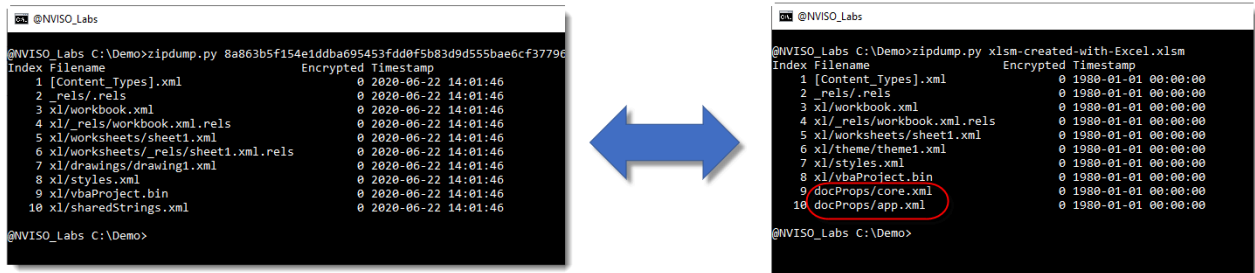 @NVISO_Labs
@NVISO_Labs C:\Demo>zipdump.py 8a863b5f154e1ddba695453fdd0f5b83d9d555bae6cf37796
Index Filename Encrypted Timestamp
1 [Content_Types].xml 0 2020-06-22 14:01:46
2 _rels/.rels 0 2020-06-22 14:01:46
3 xl/workbook.xml 0 2020-06-22 14:01:46
4 xl/_rels/workbook.xml.rels 0 2020-06-22 14:01:46
5 xl/worksheets/sheet1.xml 0 2020-06-22 14:01:46
6 xl/worksheets/_rels/sheet1.xml.rels 0 2020-06-22 14:01:46
7 xl/drawings/drawing1.xml 0 2020-06-22 14:01:46
8 xl/styles.xml 0 2020-06-22 14:01:46
9 xl/vbaProject.bin 0 2020-06-22 14:01:46
10 xl/sharedStrings.xml 0 2020-06-22 14:01:46
@NVISO_Labs C:\Demo>
@NVISO_Labs
@NVISO_Labs C:\Demo>zipdump.py xlsm-created-with-Excel.xlsm
Index Filename Encrypted Timestamp
1 [Content_Types].xml 0 1980-01-01 00:00:00
2 _rels/.rels 0 1980-01-01 00:00:00
3 xl/workbook.xml 0 1980-01-01 00:00:00
4 xl/_rels/workbook.xml.rels 0 1980-01-01 00:00:00
5 xl/worksheets/sheet1.xml 0 1980-01-01 00:00:00
6 xl/theme/theme1.xml 0 1980-01-01 00:00:00
7 xl/styles.xml 0 1980-01-01 00:00:00
8 xl/vbaProject.bin 0 1980-01-01 00:00:00
9 docProps/core.xml 0 1980-01-01 00:00:00
10 docProps/app.xml 0 1980-01-01 00:00:00
@NVISO_Labs C:\Demo>